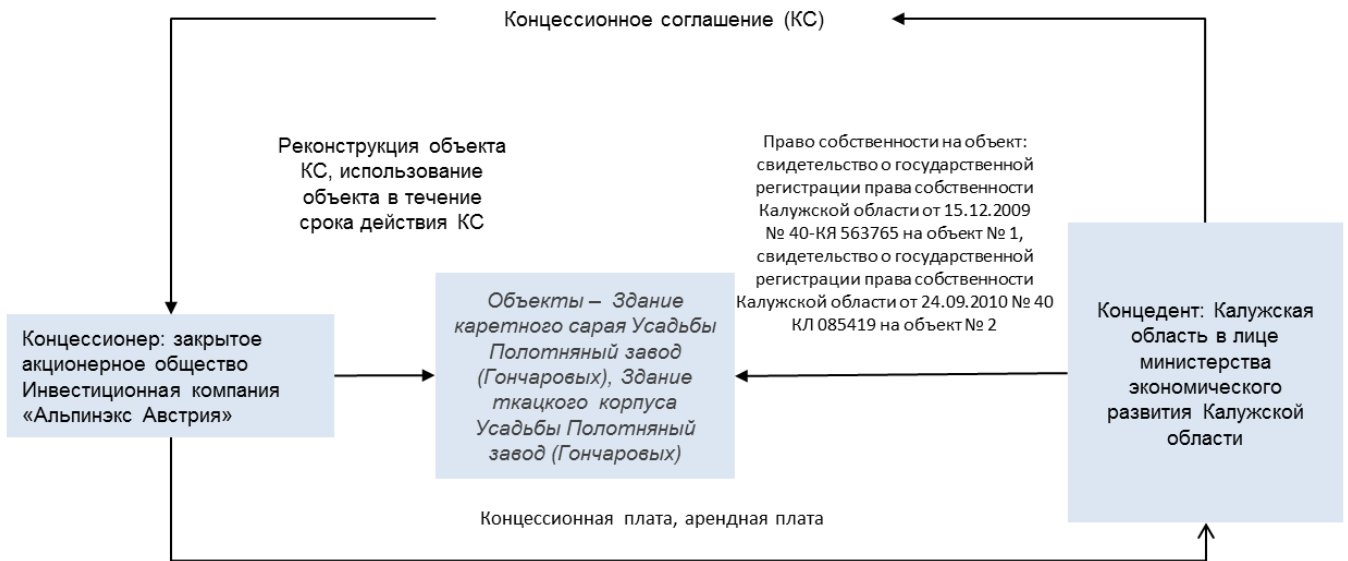 Концессионное соглашение (КС)
Реконструкция объекта
КС, использование
объекта в течение
срока действия КС
Право собственности на объект:
свидетельство о государственной
регистрации права собственности
Калужской области от 15.12.2009
№ 40-КЯ 563765 на объект № 1,
свидетельство о государственной
регистрации права собственности
Калужской области от 24.09.2010 № 40
КЛ 085419 на объект № 2
Концессионер: закрытое
акционерное общество
Инвестиционная компания
«Альпинэкс Австрия»
Объекты – Здание
каретного сарая Усадьбы
Полотняный завод
(Гончаровых), Здание
ткацкого корпуса
Усадьбы Полотняный
завод (Гончаровых)
Концедент: Калужская
область в лице
министерства
экономического
развития Калужской
области
Концессионная плата, арендная плата